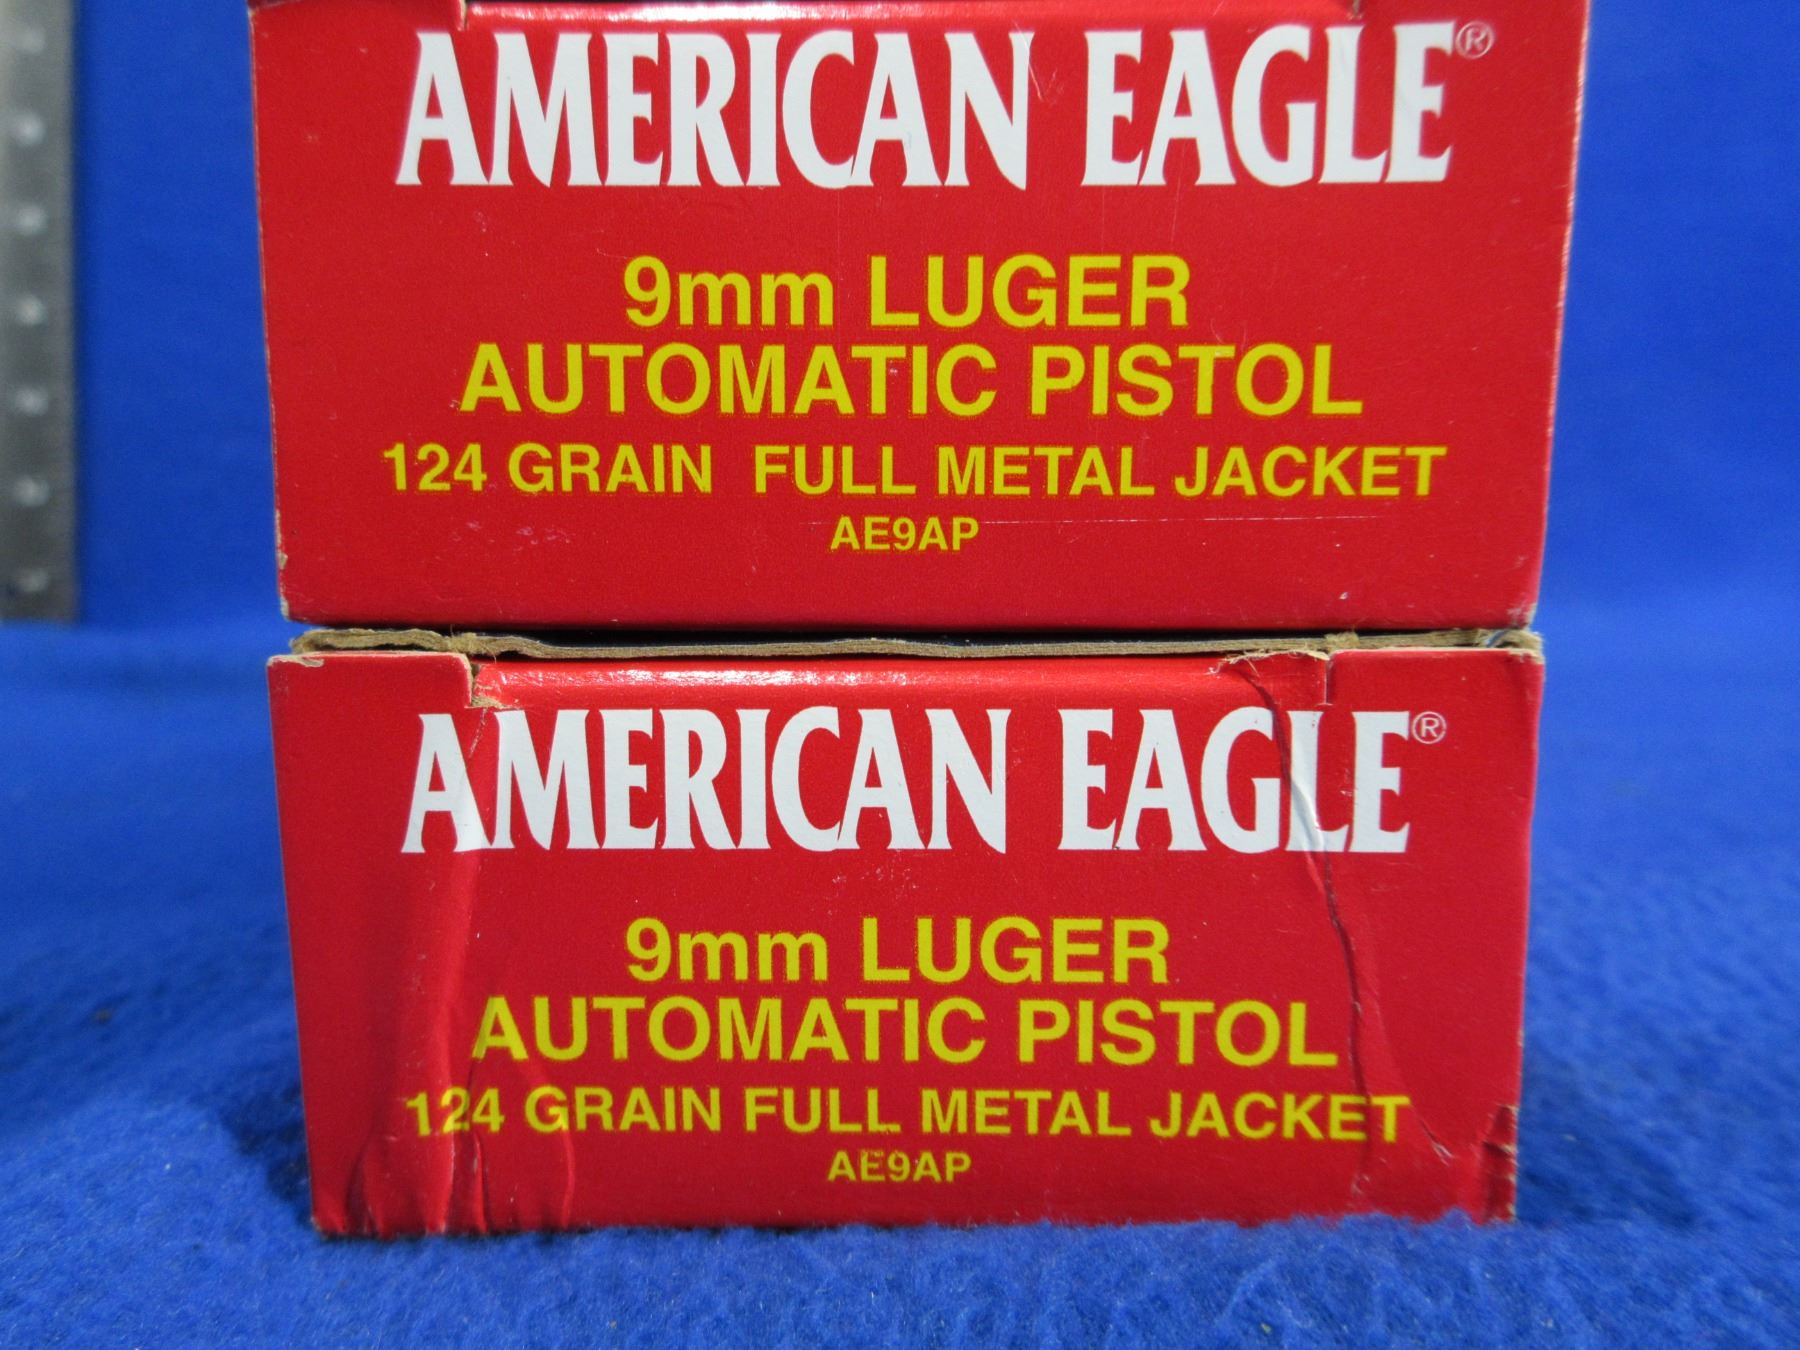 AMERICAN EAGLE®
9mm LUGER
AUTOMATIC PISTOL
124 GRAIN FULL METAL JACKET
AE9AP
AMERICAN EAGLE®
9mm LUGER
AUTOMATIC PISTOL
124 GRAIN FULL METAL JACKET
AE9AP